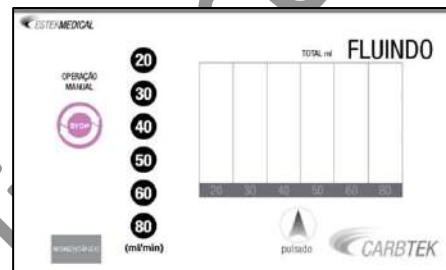 ESTEKMEDICAL
OPERAÇÃO
MANUAL
STOP
20
30
40
50
60
80
(ml/min)
TOTAL ml FLUINDO
20 30 40 50 60 80
pulsado
CARBTEK